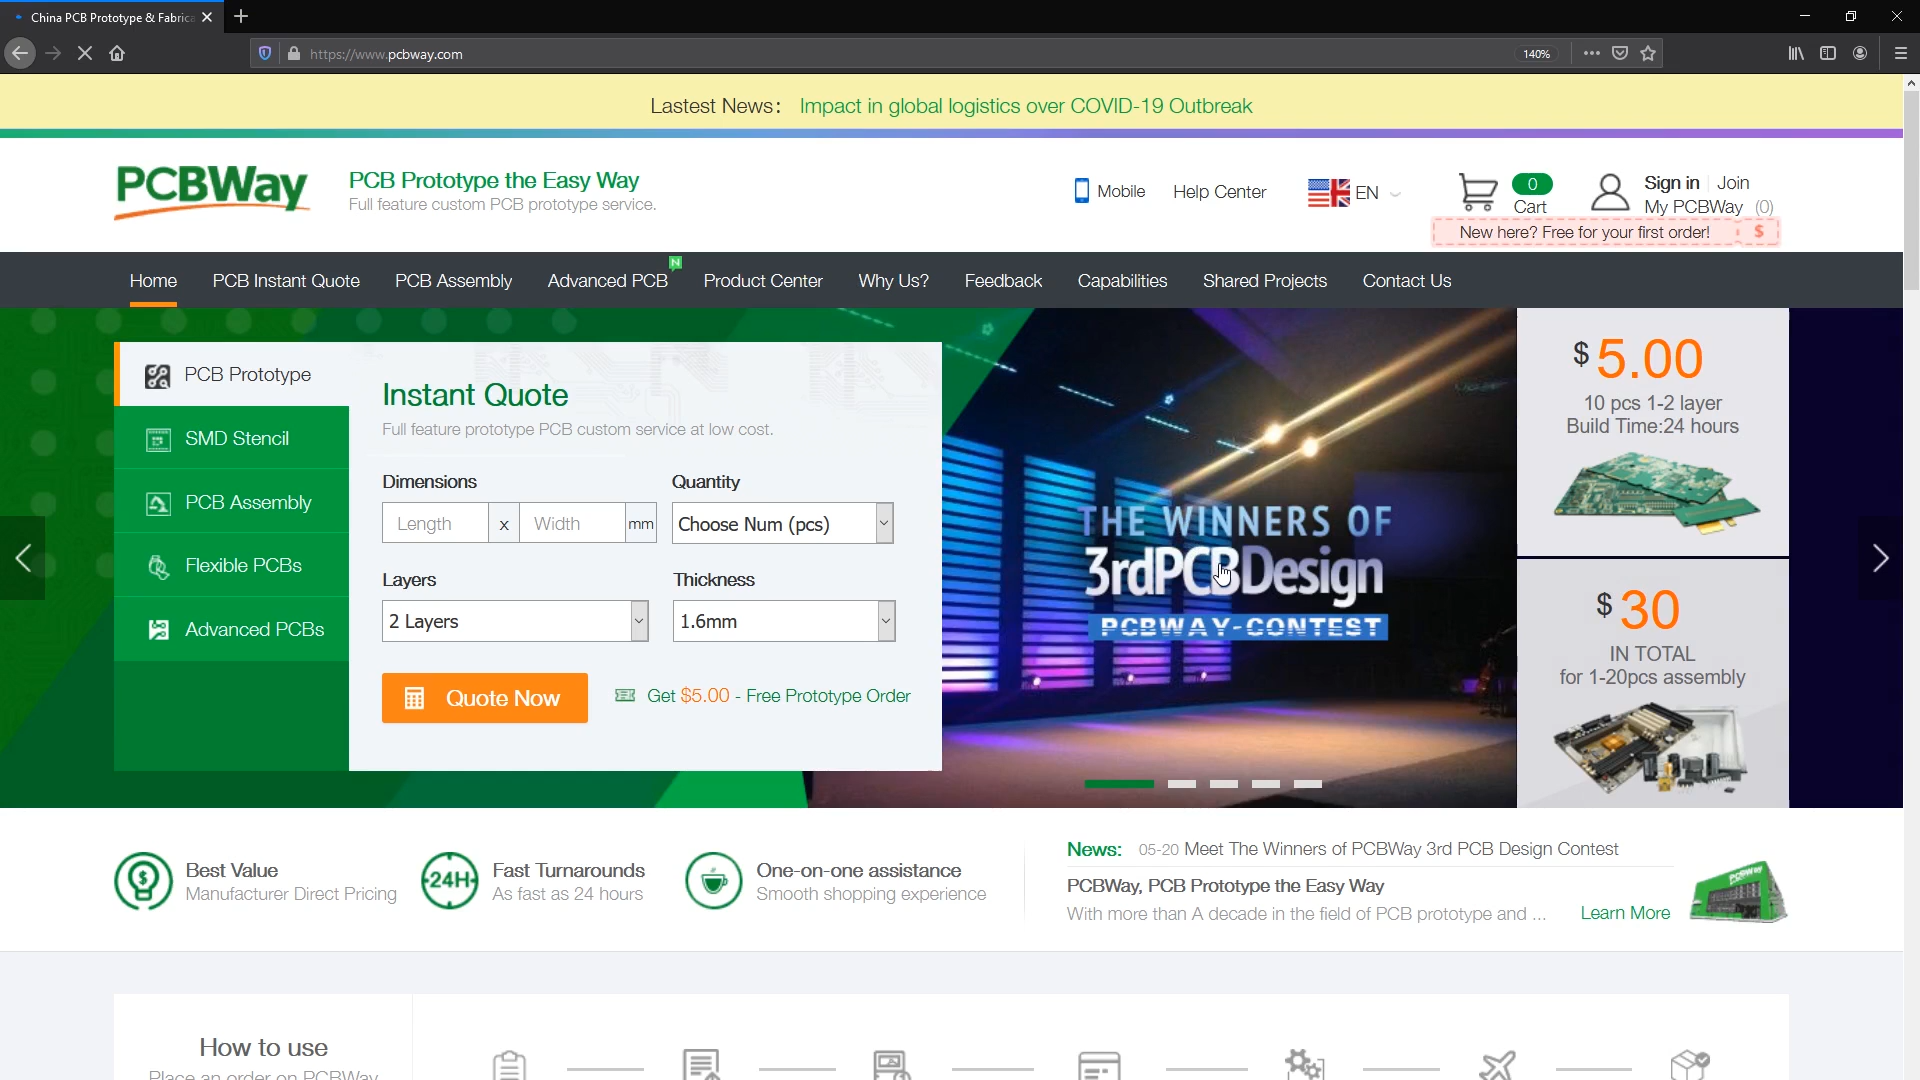 China PCB Prototype & Fabrica
https://www.pcbway.com
140%
Lastest News: Impact in global logistics over COVID-19 Outbreak
PCBWay
PCB Prototype the Easy Way
Full feature custom PCB prototype service.
Mobile
Help Center
EN
0
Cart
Sign in
Join
My PCBWay (0)
New here? Free for your first order!
$
Home
PCB Instant Quote
PCB Assembly
Advanced PCB
N
Product Center
Why Us?
Feedback
Capabilities
Shared Projects
Contact Us
PCB Prototype
SMD Stencil
PCB Assembly
Flexible PCBs
Advanced PCBs
Instant Quote
Full feature prototype PCB custom service at low cost.
Dimensions
Quantity
Length x Width mm
Choose Num (pcs)
Layers
Thickness
2 Layers
1.6mm
Quote Now
Get $5.00 - Free Prototype Order
THE WINNERS OF
3rdPCBDesign
PCBWAY-CONTEST
$ 5.00
10 pcs 1-2 layer
Build Time:24 hours
$ 30
IN TOTAL
for 1-20pcs assembly
Best Value
Manufacturer Direct Pricing
24H
Fast Turnarounds
As fast as 24 hours
One-on-one assistance
Smooth shopping experience
News: 05-20 Meet The Winners of PCBWay 3rd PCB Design Contest
PCBWay, PCB Prototype the Easy Way
With more than A decade in the field of PCB prototype and ...
Learn More
PCBWay
How to use
Place an order on PCBWay